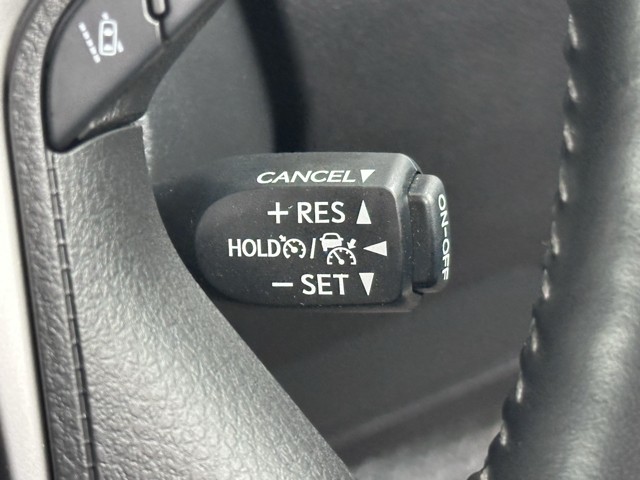 CANCEL▼
+RES▲
HOLD / ◀
−SET▼
ON-OFF